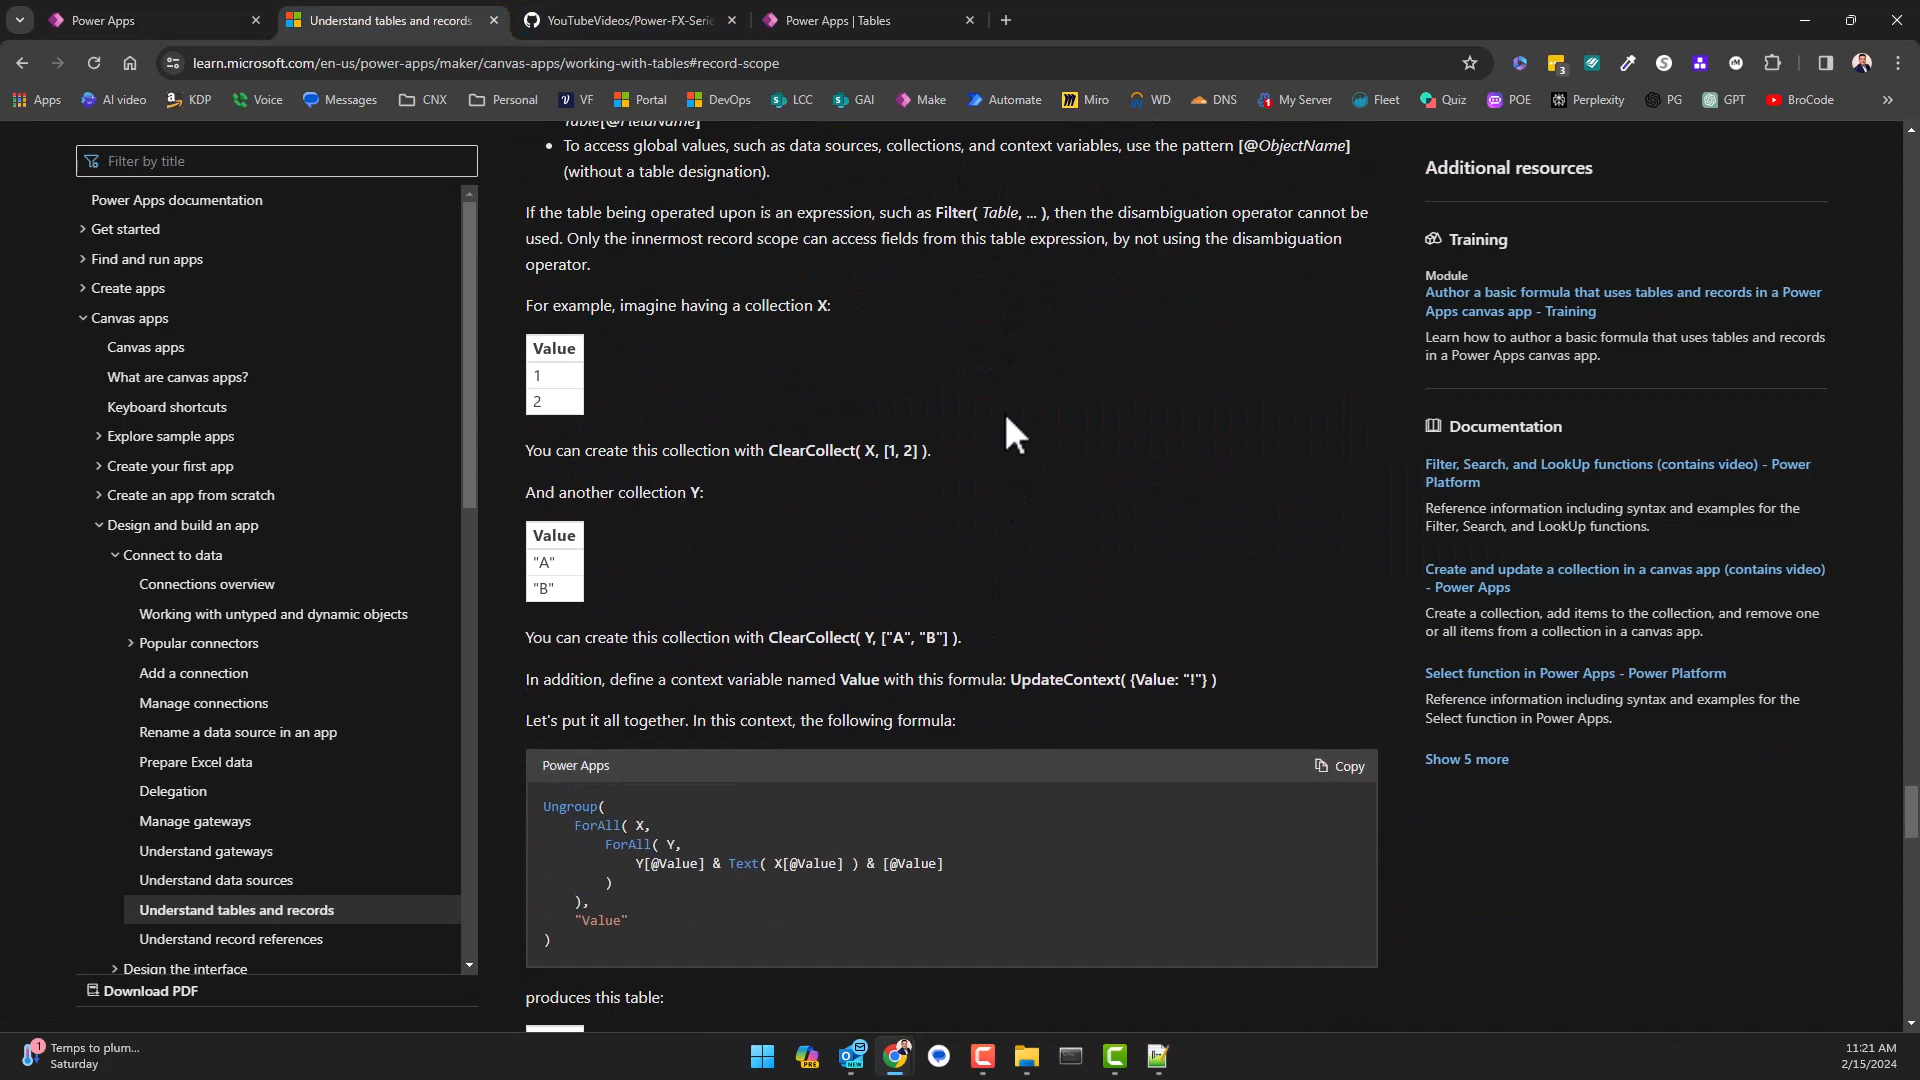 Power Apps
Understand tables and records
YouTubeVideos/Power-FX-Serie
Power Apps | Tables
learn.microsoft.com/en-us/power-apps/maker/canvas-apps/working-with-tables#record-scope
3
Apps
AI video
KDP
Voice
Messages
CNX
Personal
VF
Portal
DevOps
LCC
GAI
Make
Automate
Miro
WD
DNS
My Server
Fleet
Quiz
POE
Perplexity
PG
GPT
BroCode
Filter by title
Power Apps documentation
Get started
Find and run apps
Create apps
Canvas apps
Canvas apps
What are canvas apps?
Keyboard shortcuts
Explore sample apps
Create your first app
Create an app from scratch
Design and build an app
Connect to data
Connections overview
Working with untyped and dynamic objects
Popular connectors
Add a connection
Manage connections
Rename a data source in an app
Prepare Excel data
Delegation
Manage gateways
Understand gateways
Understand data sources
Understand tables and records
Understand record references
Design the interface
Download PDF
Table[@FieldName]
To access global values, such as data sources, collections, and context variables, use the pattern [@ObjectName]
(without a table designation).
If the table being operated upon is an expression, such as Filter( Table, ... ), then the disambiguation operator cannot be
used. Only the innermost record scope can access fields from this table expression, by not using the disambiguation
operator.
For example, imagine having a collection X:
Value
1
2
You can create this collection with ClearCollect( X, [1, 2] ).
And another collection Y:
Value
"A"
"B"
You can create this collection with ClearCollect( Y, ["A", "B"] ).
In addition, define a context variable named Value with this formula: UpdateContext( {Value: "!"} )
Let's put it all together. In this context, the following formula:
Power Apps
Copy
Ungroup(
ForAll( X,
ForAll( Y,
Y[@Value] & Text( X[@Value] ) & [@Value]
)
),
"Value"
)
produces this table:
Additional resources
Training
Module
Author a basic formula that uses tables and records in a Power
Apps canvas app - Training
Learn how to author a basic formula that uses tables and records
in a Power Apps canvas app.
Documentation
Filter, Search, and LookUp functions (contains video) - Power
Platform
Reference information including syntax and examples for the
Filter, Search, and LookUp functions.
Create and update a collection in a canvas app (contains video)
- Power Apps
Create a collection, add items to the collection, and remove one
or all items from a collection in a canvas app.
Select function in Power Apps - Power Platform
Reference information including syntax and examples for the
Select function in Power Apps.
Show 5 more
1
Temps to plum...
Saturday
PRE
NEW
11:21 AM
2/15/2024